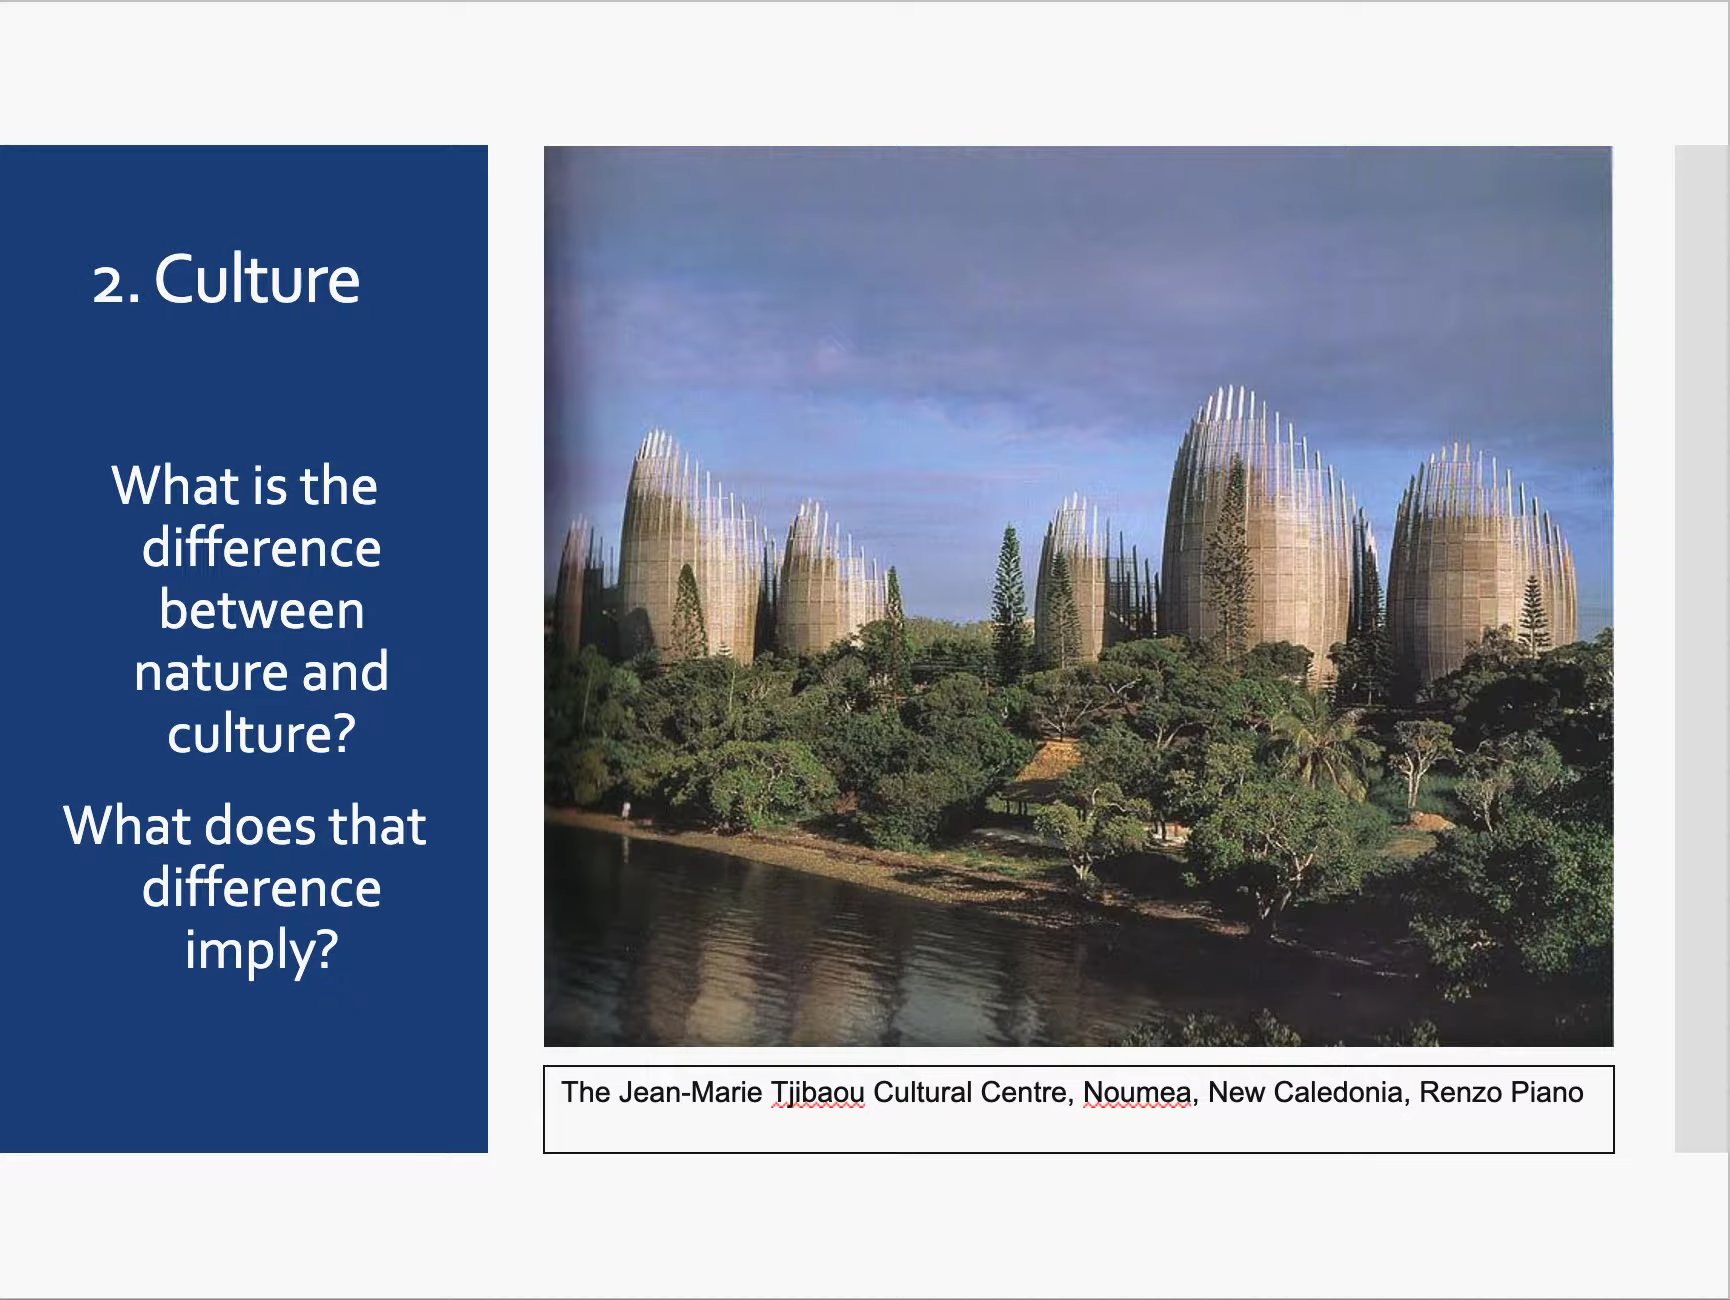 2. Culture
What is the
difference
between
nature and
culture?
What does that
difference
imply?
The Jean-Marie Tjibaou Cultural Centre, Noumea, New Caledonia, Renzo Piano